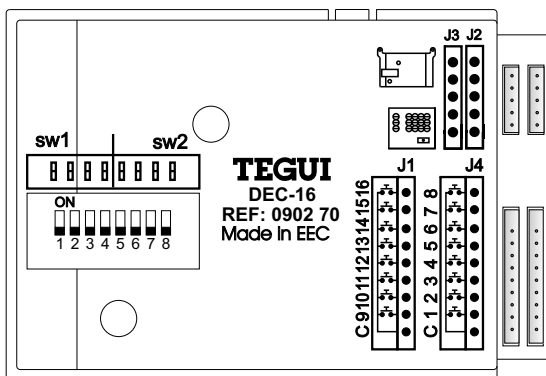 J3 J2
sw1 sw2
ON
1 2 3 4 5 6 7 8
TEGUI
DEC-16
REF: 0902 70
Made in EEC
J1 J4
C 9 10 11 12 13 14 15 16
C 1 2 3 4 5 6 7 8